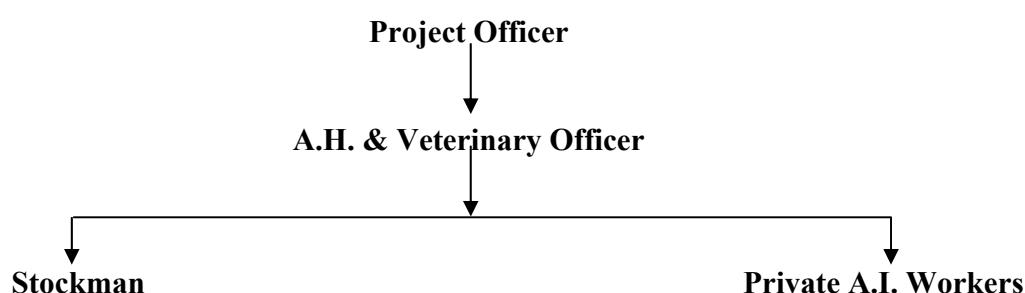 Project Officer
A.H. & Veterinary Officer
Stockman Private A.I. Workers